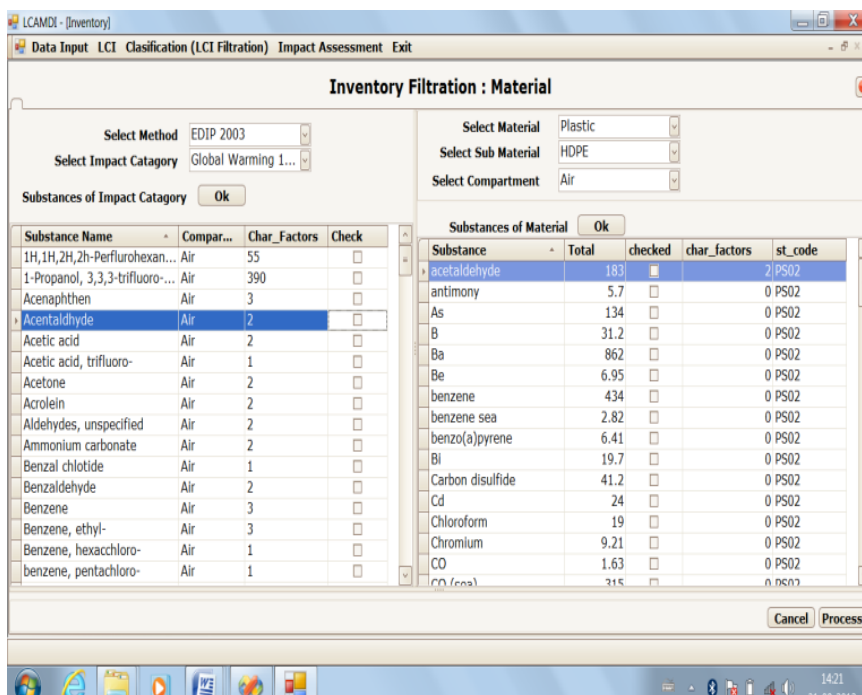 LCAMDI - [Inventory]
Data Input LCI Clasification (LCI Filtration) Impact Assessment Exit
Inventory Filtration : Material
Select Method EDIP 2003
Select Impact Catagory Global Warming 1...
Substances of Impact Catagory Ok
Substance Name Compar... Char_Factors Check
1H,1H,2H,2h-Perflurohexan... Air 55
1-Propanol, 3,3,3-trifluoro-... Air 390
Acenaphthen Air 3
Acentaldhyde Air 2
Acetic acid Air 2
Acetic acid, trifluoro- Air 1
Acetone Air 2
Acrolein Air 2
Aldehydes, unspecified Air 2
Ammonium carbonate Air 2
Benzal chlotide Air 1
Benzaldehyde Air 2
Benzene Air 3
Benzene, ethyl- Air 3
Benzene, hexacchloro- Air 1
benzene, pentachloro- Air 1
Select Material Plastic
Select Sub Material HDPE
Select Compartment Air
Substances of Material Ok
Substance Total checked char_factors st_code
acetaldehyde 183 2 PS02
antimony 5.7 0 PS02
As 134 0 PS02
B 31.2 0 PS02
Ba 862 0 PS02
Be 6.95 0 PS02
benzene 434 0 PS02
benzene sea 2.82 0 PS02
benzo(a)pyrene 6.41 0 PS02
Bi 19.7 0 PS02
Carbon disulfide 41.2 0 PS02
Cd 24 0 PS02
Chloroform 19 0 PS02
Chromium 9.21 0 PS02
CO 1.63 0 PS02
CO (coa) 315 0 PS02
Cancel Process
14:21